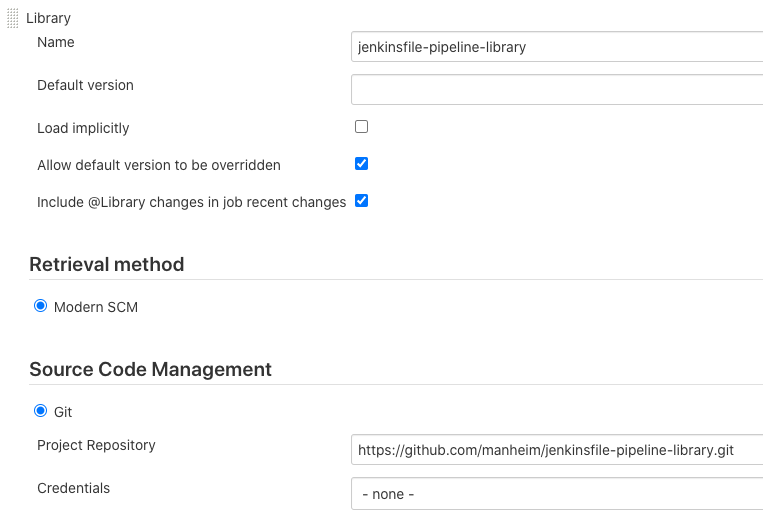 Library
Name
jenkinsfile-pipeline-library
Default version
Load implicitly
Allow default version to be overridden
Include @Library changes in job recent changes
Retrieval method
Modern SCM
Source Code Management
Git
Project Repository
https://github.com/manheim/jenkinsfile-pipeline-library.git
Credentials
- none -